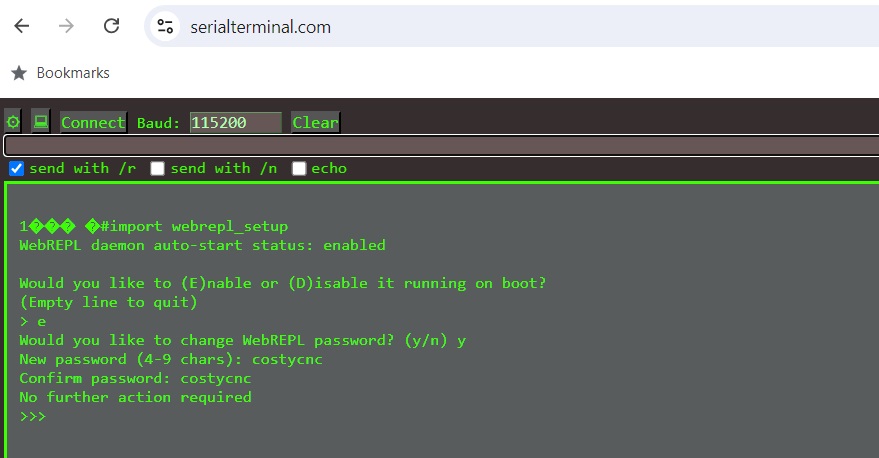 serialterminal.com
Bookmarks
Connect Baud: 115200 Clear
send with /r send with /n echo
1��� �#import webrepl_setup
WebREPL daemon auto-start status: enabled
Would you like to (E)nable or (D)isable it running on boot?
(Empty line to quit)
> e
Would you like to change WebREPL password? (y/n) y
New password (4-9 chars): costycnc
Confirm password: costycnc
No further action required
>>>